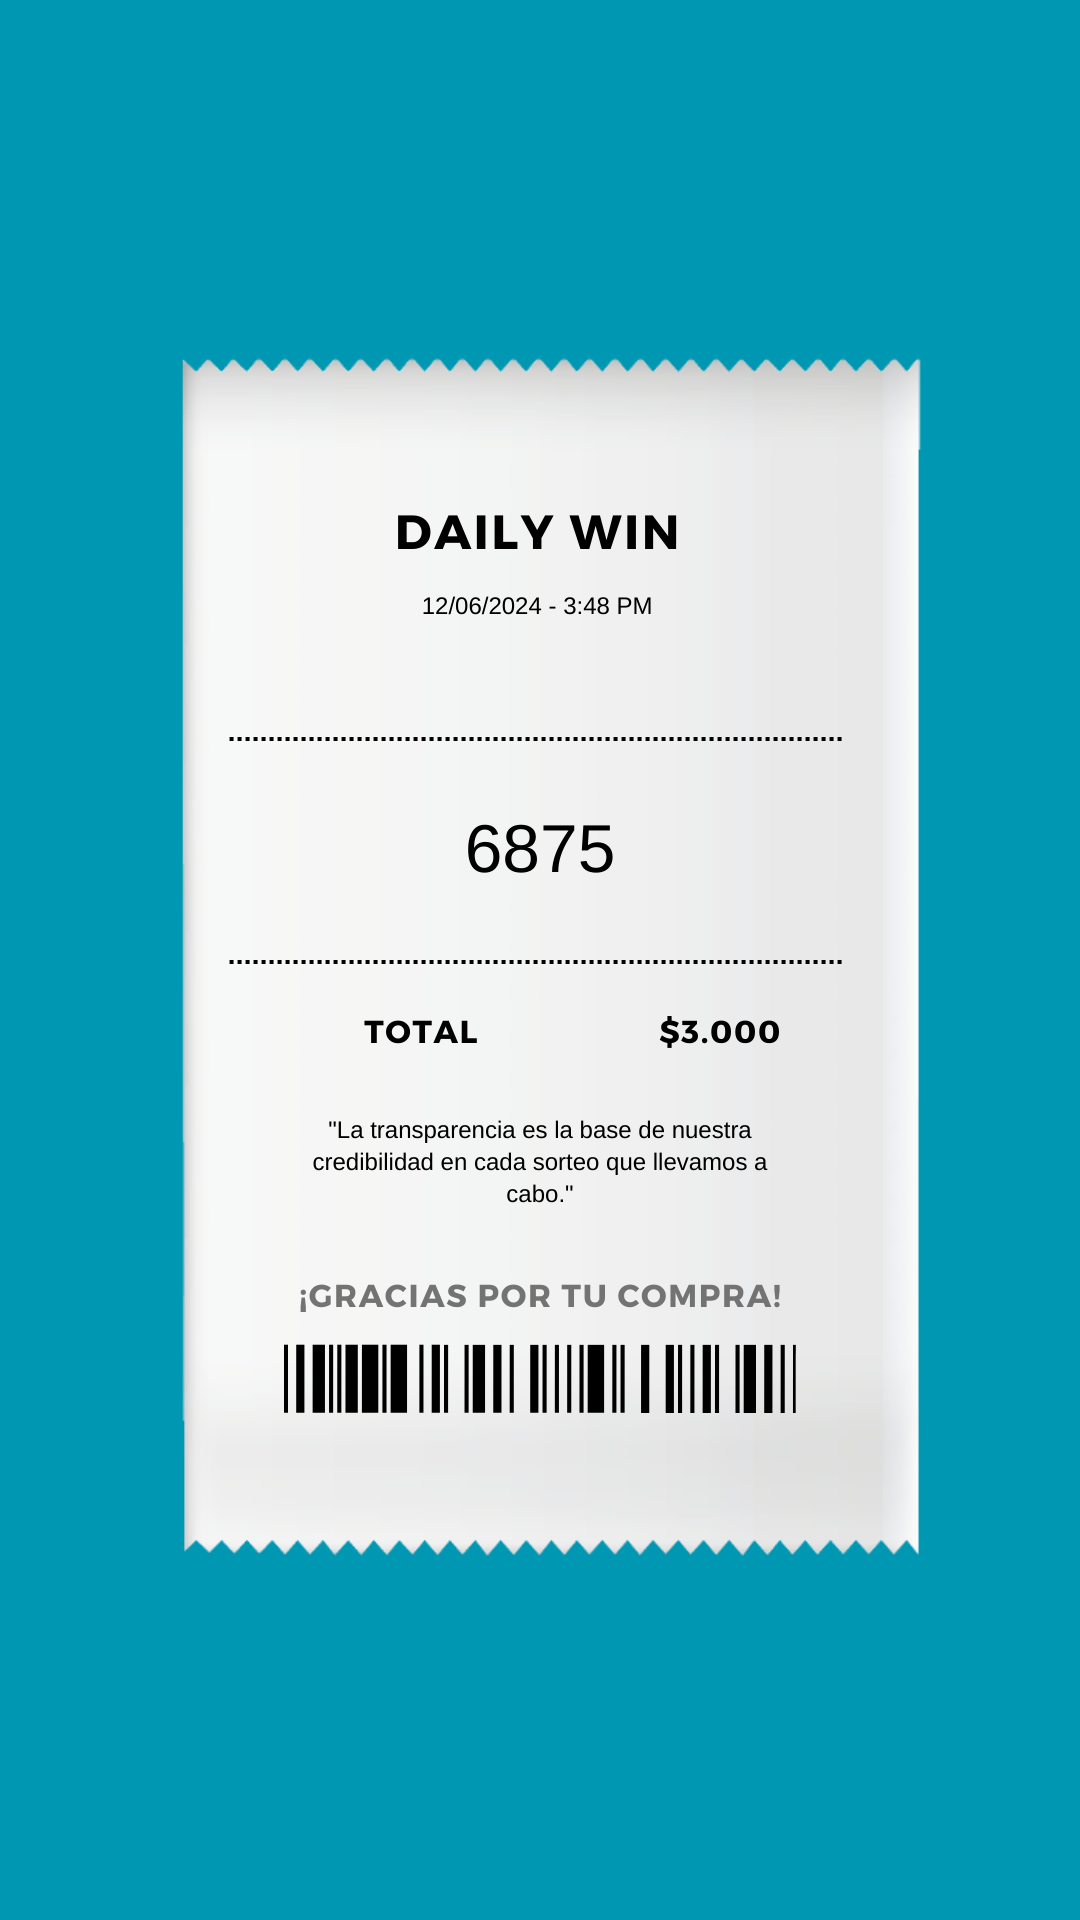 DAILY WIN
12/06/2024 - 3:48 PM
6875
TOTAL $3.000
"La transparencia es la base de nuestra
credibilidad en cada sorteo que llevamos a
cabo."
¡GRACIAS POR TU COMPRA!